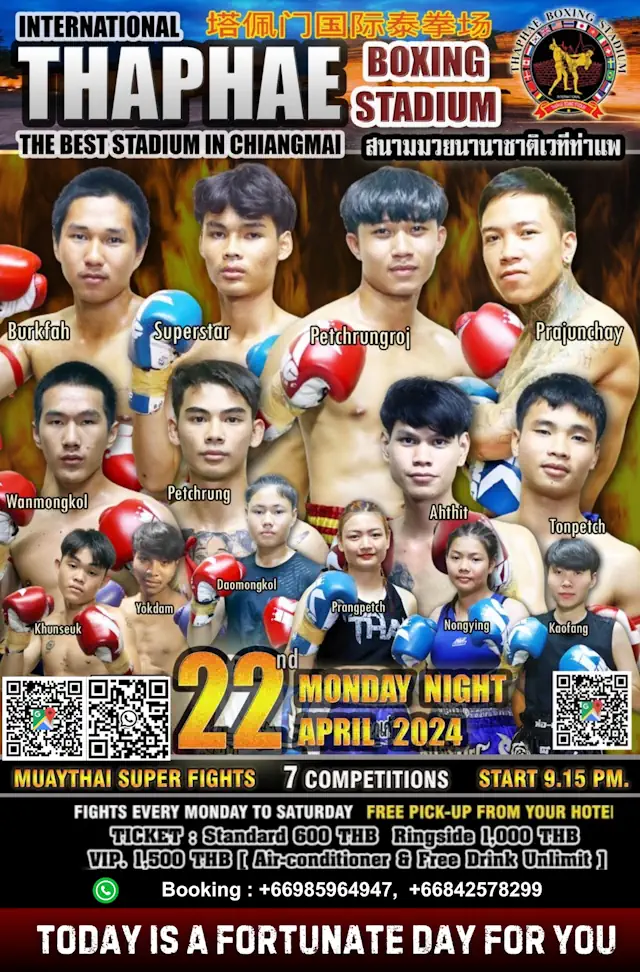 INTERNATIONAL 塔佩门国际泰拳场
THAPHAE BOXING STADIUM
THE BEST STADIUM IN CHIANGMAI สนามมวยนานาชาติเวทีท่าแพ
THAPHAE BOXING STADIUM
Burkfah Superstar Petchrungroj Prajunchay
Wanmongkol Petchrung Ahthit Tonpetch
Khunseuk Yokdam Daomongkol Prangpetch Nongying Kaofang
THA
22nd MONDAY NIGHT
APRIL 2024
MUAYTHAI SUPER FIGHTS 7 COMPETITIONS START 9.15 PM.
FIGHTS EVERY MONDAY TO SATURDAY FREE PICK-UP FROM YOUR HOTEI
TICKET : Standard 600 THB Ringside 1,000 THB
VIP. 1,500 THB [ Air-conditioner & Free Drink Unlimit ]
Booking : +66985964947, +66842578299
TODAY IS A FORTUNATE DAY FOR YOU